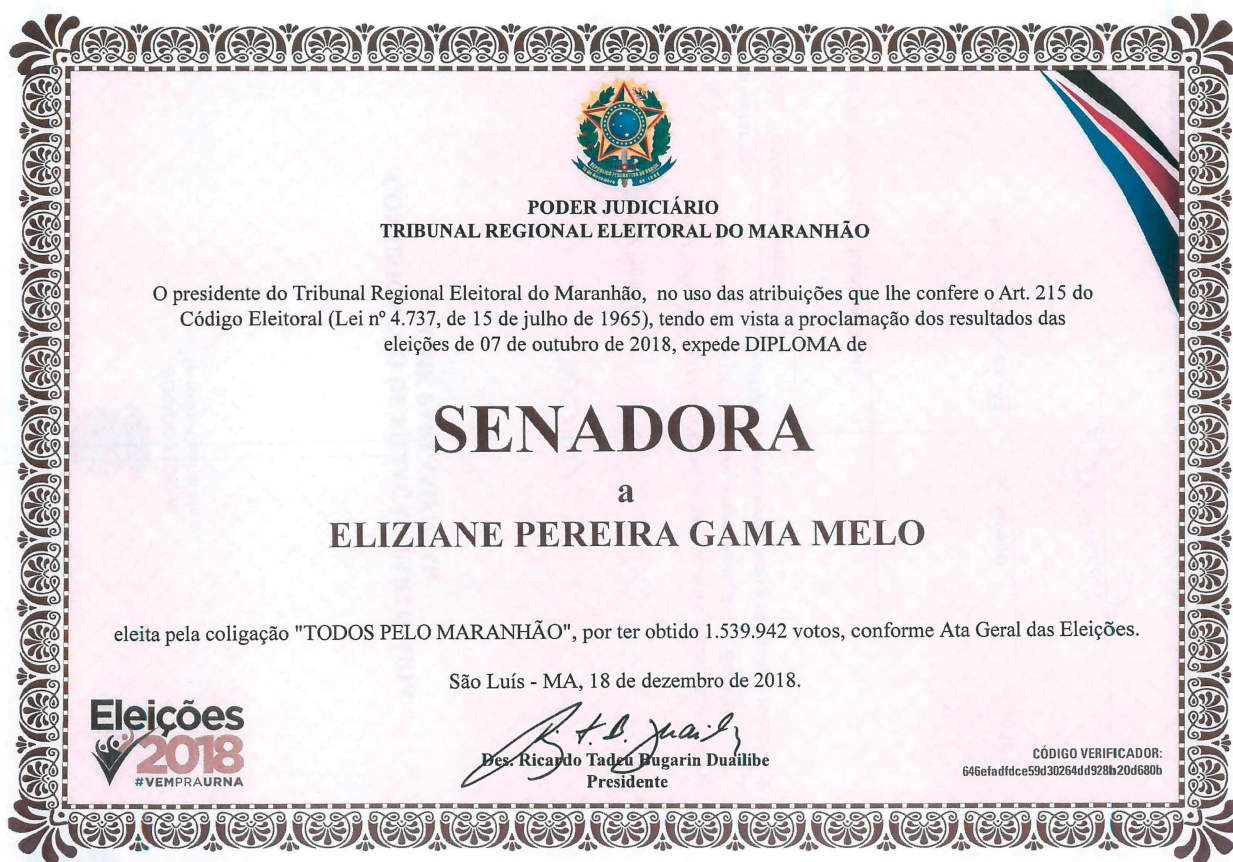 PODER JUDICIÁRIO
TRIBUNAL REGIONAL ELEITORAL DO MARANHÃO
O presidente do Tribunal Regional Eleitoral do Maranhão, no uso das atribuições que lhe confere o Art. 215 do
Código Eleitoral (Lei nº 4.737, de 15 de julho de 1965), tendo em vista a proclamação dos resultados das
eleições de 07 de outubro de 2018, expede DIPLOMA de
SENADORA
a
ELIZIANE PEREIRA GAMA MELO
eleita pela coligação "TODOS PELO MARANHÃO", por ter obtido 1.539.942 votos, conforme Ata Geral das Eleições.
São Luís - MA, 18 de dezembro de 2018.
Eleições
2018
#VEMPRAURNA
Des. Ricardo Tadeu Bugarin Duailibe
Presidente
CÓDIGO VERIFICADOR:
646efadfdce59d30264dd928b20d680b